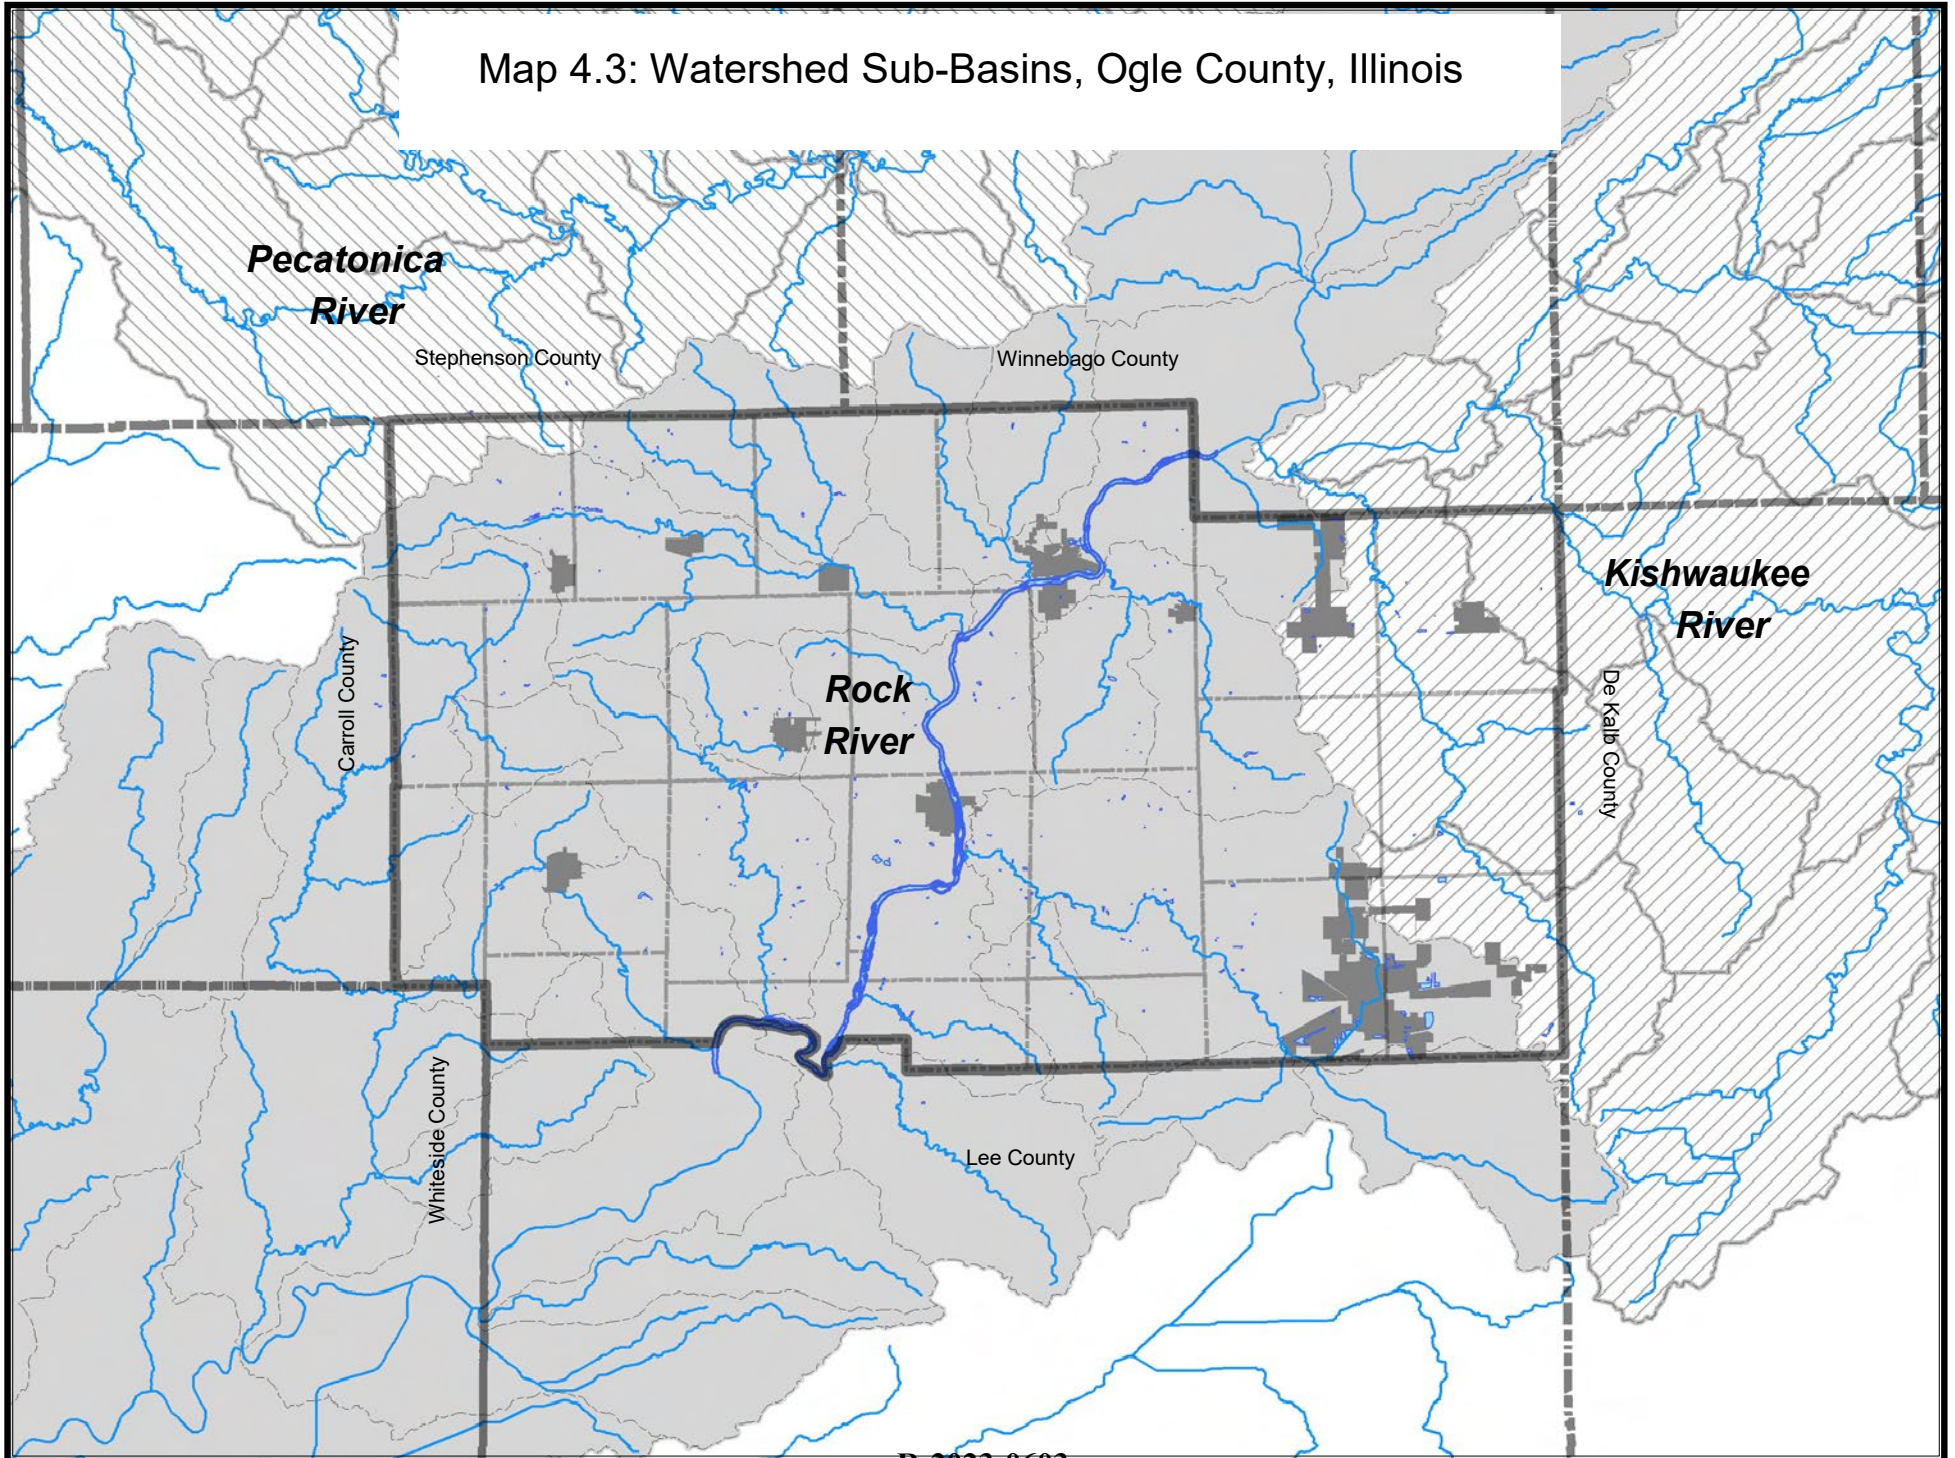 Map 4.3: Watershed Sub-Basins, Ogle County, Illinois
Pecatonica
River
Stephenson County
Winnebago County
Kishwaukee
River
Carroll County
Rock
River
De Kalb County
Whiteside County
Lee County